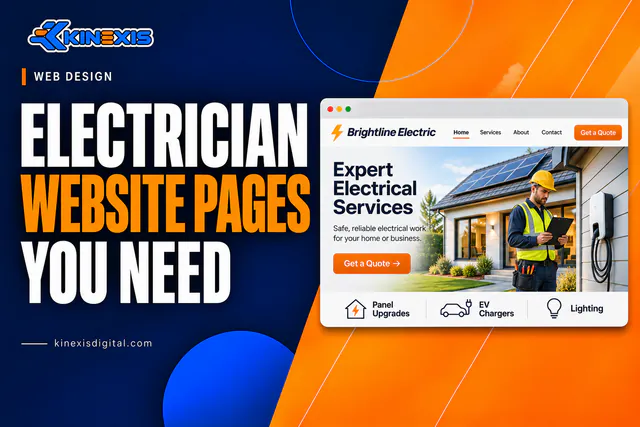 KINEXIS
WEB DESIGN
ELECTRICIAN
WEBSITE PAGES
YOU NEED
kinexisdigital.com
Brightline Electric
Home Services About Contact Get a Quote
Expert
Electrical
Services
Safe, reliable electrical work
for your home or business.
Get a Quote →
Panel
Upgrades
EV
Chargers
Lighting